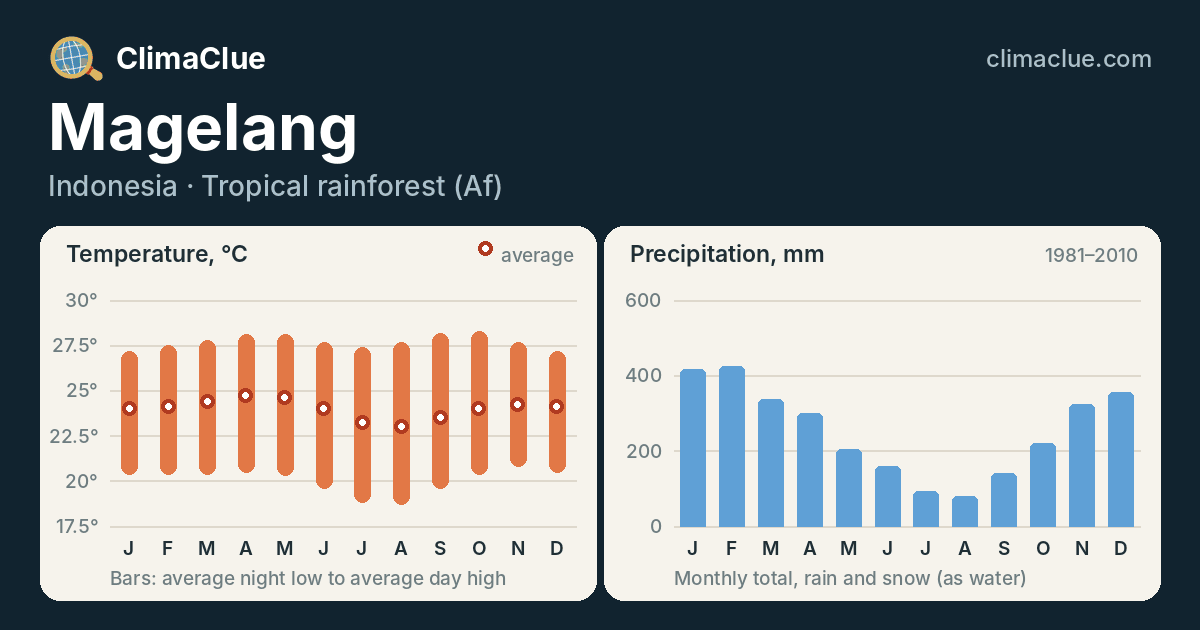 ClimaClue
climaclue.com
Magelang
Indonesia · Tropical rainforest (Af)
Temperature, °C
average
30°
27.5°
25°
22.5°
20°
17.5°
J F M A M J J A S O N D
Bars: average night low to average day high
Precipitation, mm
1981–2010
600
400
200
0
J F M A M J J A S O N D
Monthly total, rain and snow (as water)